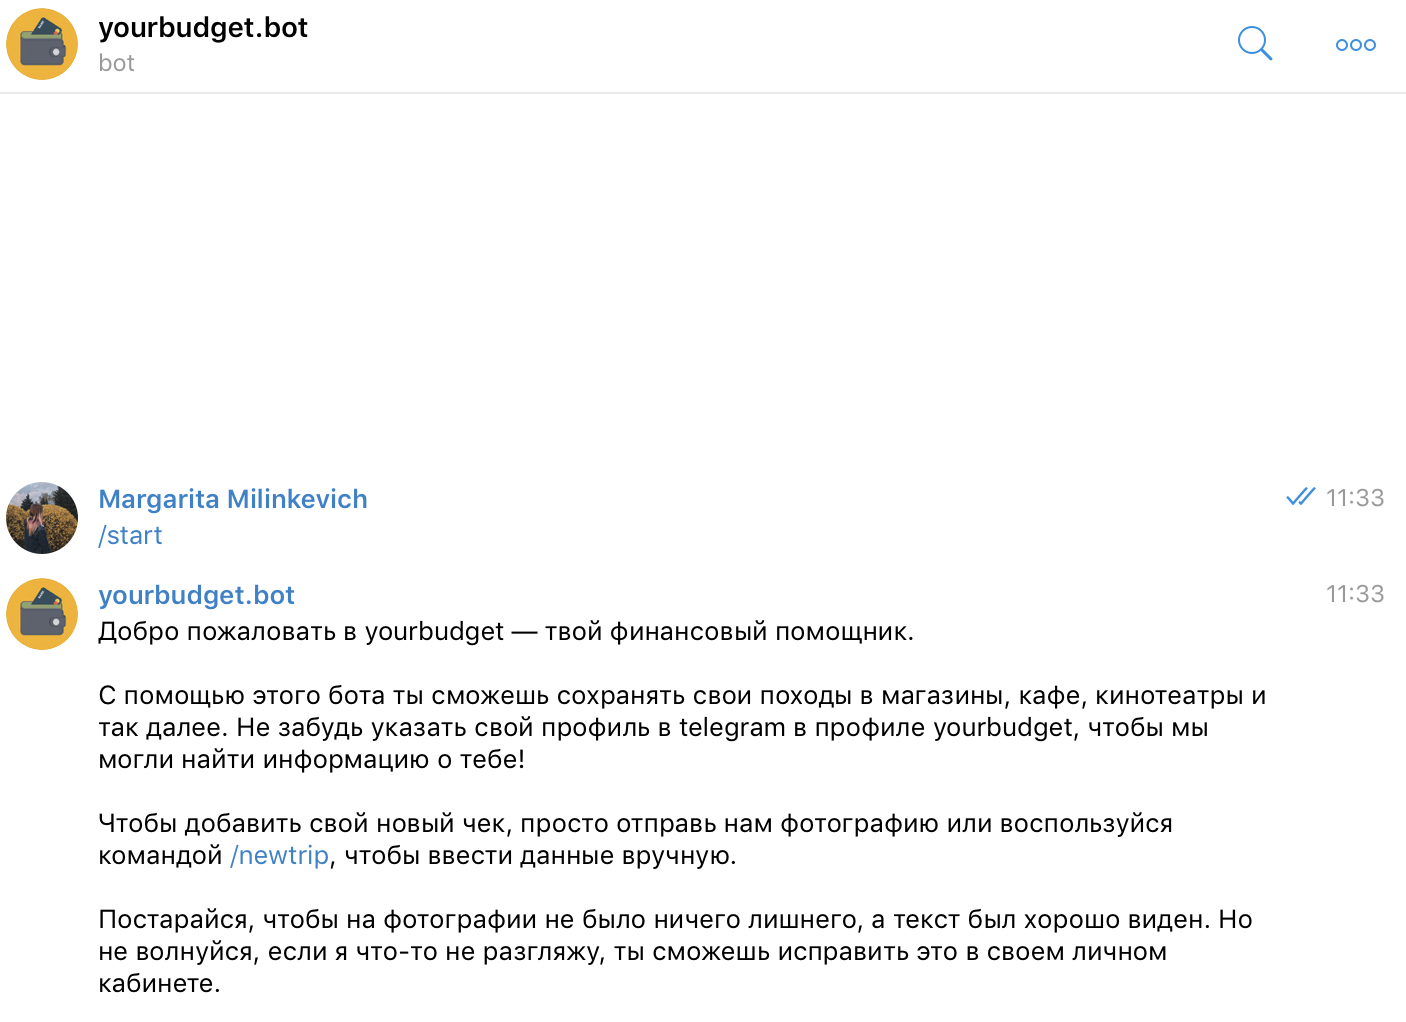 yourbudget.bot
bot
Margarita Milinkevich
11:33
/start
yourbudget.bot
11:33
Добро пожаловать в yourbudget — твой финансовый помощник.
С помощью этого бота ты сможешь сохранять свои походы в магазины, кафе, кинотеатры и
так далее. Не забудь указать свой профиль в telegram в профиле yourbudget, чтобы мы
могли найти информацию о тебе!
Чтобы добавить свой новый чек, просто отправь нам фотографию или воспользуйся
командой /newtrip, чтобы ввести данные вручную.
Постарайся, чтобы на фотографии не было ничего лишнего, а текст был хорошо виден. Но
не волнуйся, если я что-то не разгляжу, ты сможешь исправить это в своем личном
кабинете.